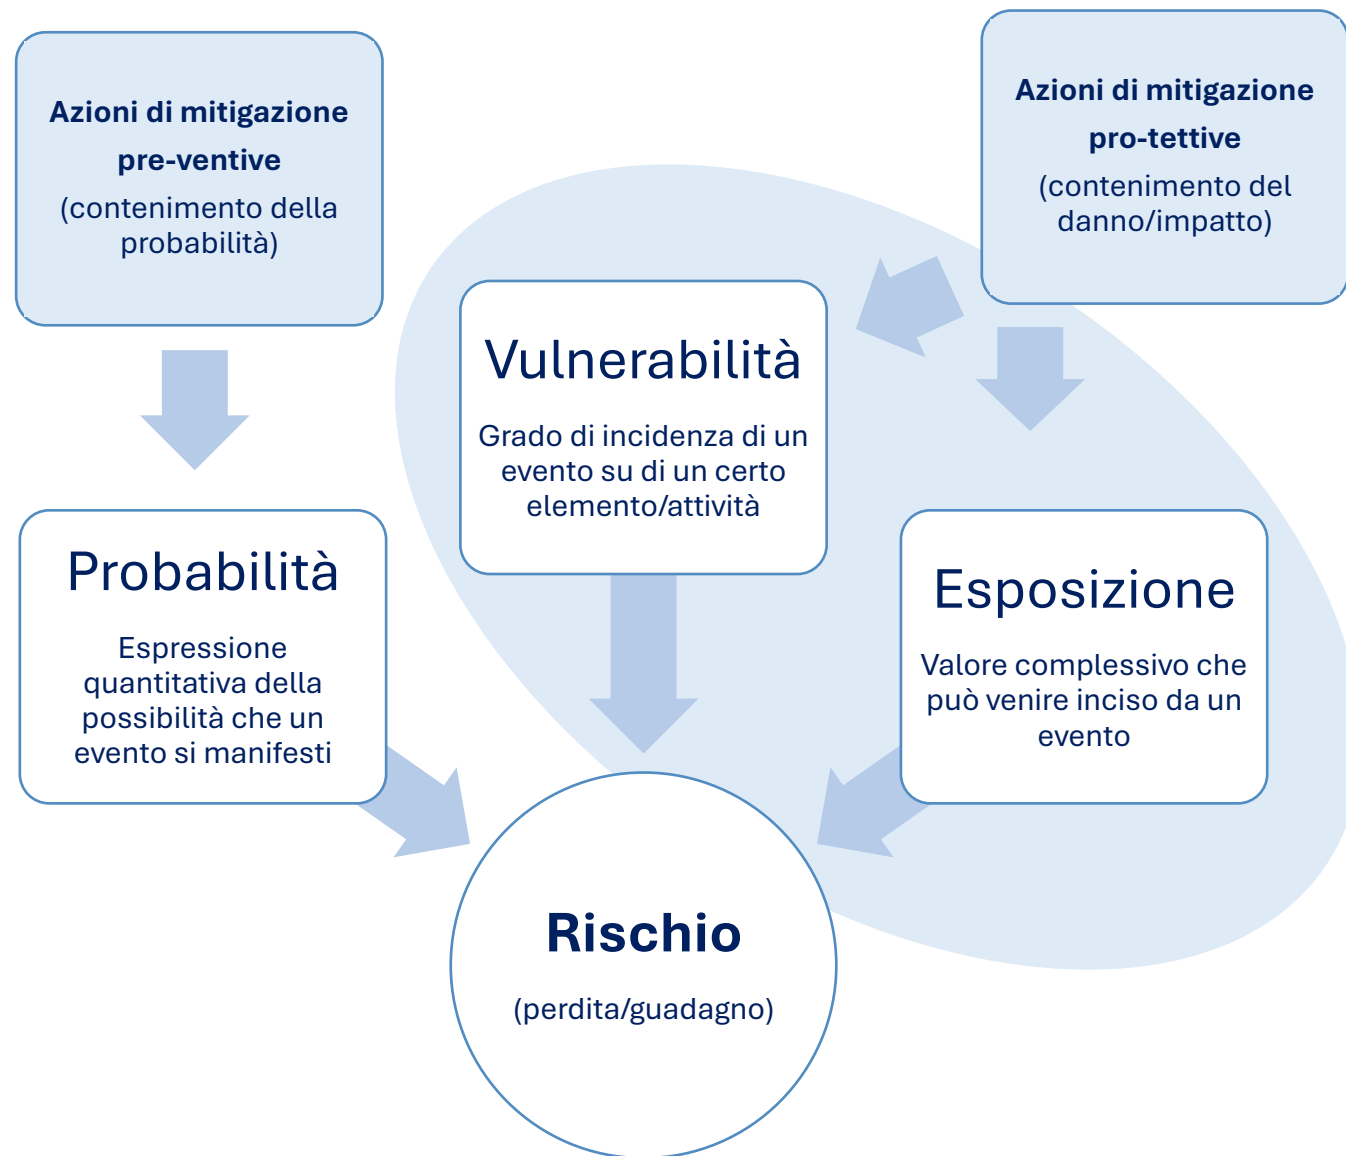 Azioni di mitigazione
pre-ventive
(contenimento della
probabilità)
Azioni di mitigazione
pro-tettive
(contenimento del
danno/impatto)
Vulnerabilità
Grado di incidenza di un
evento su di un certo
elemento/attività
Probabilità
Espressione
quantitativa della
possibilità che un
evento si manifesti
Esposizione
Valore complessivo che
può venire inciso da un
evento
Rischio
(perdita/guadagno)